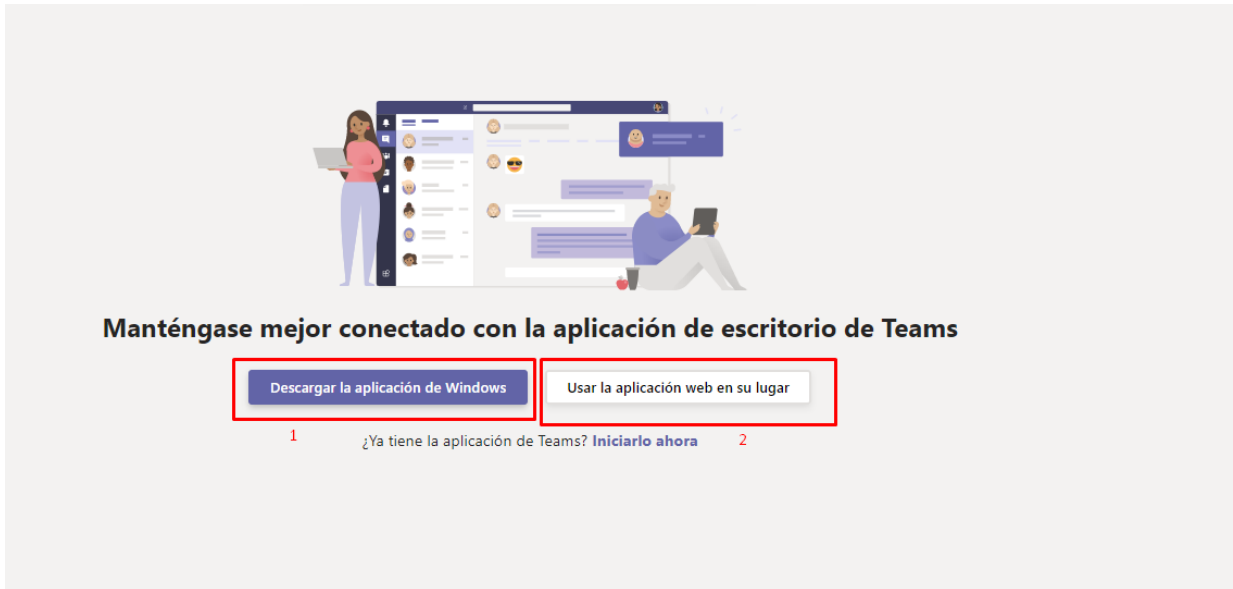 Manténgase mejor conectado con la aplicación de escritorio de Teams
Descargar la aplicación de Windows
Usar la aplicación web en su lugar
1
¿Ya tiene la aplicación de Teams? Iniciarlo ahora
2